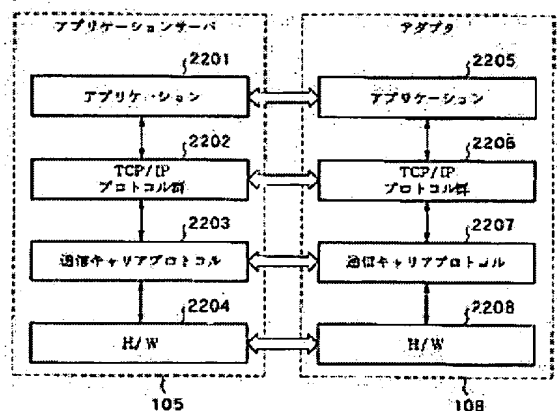 アプリケーションサーバ
アダプタ
2201
2205
アプリケーション
アプリケーション
2202
2206
TCP/IP
プロトコル群
TCP/IP
プロトコル群
2203
2207
通信キャリアプロトコル
通信キャリアプロトコル
2204
2208
H/W
H/W
105
108